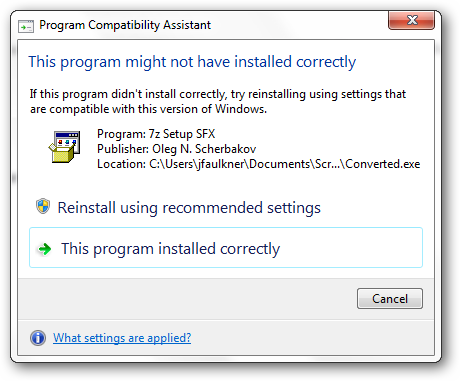 Program Compatibility Assistant
This program might not have installed correctly
If this program didn't install correctly, try reinstalling using settings that
are compatible with this version of Windows.
Program: 7z Setup SFX
Publisher: Oleg N. Scherbakov
Location: C:\Users\jfaulkner\Documents\Scr...\Converted.exe
Reinstall using recommended settings
This program installed correctly
Cancel
What settings are applied?